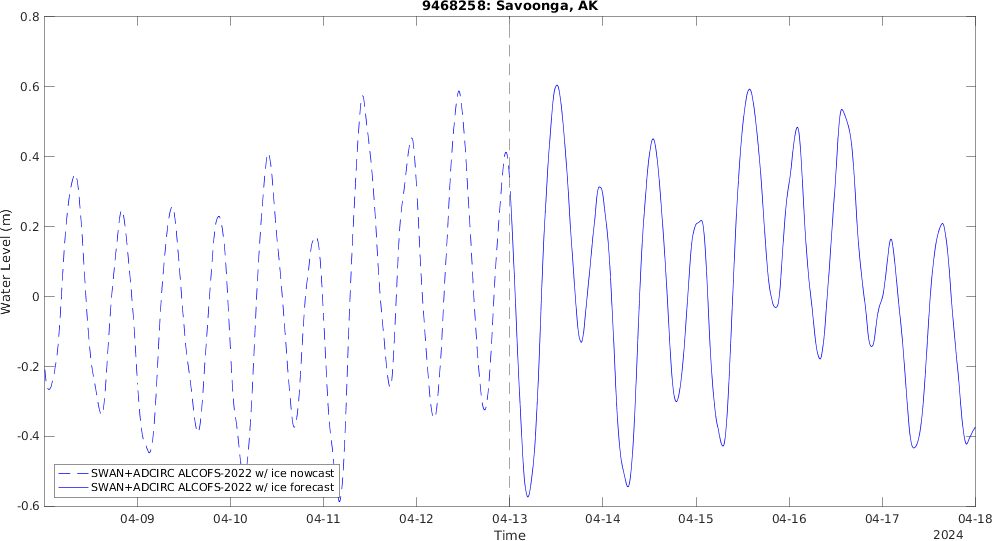 9468258: Savoonga, AK
Water Level (m)
0.8
0.6
0.4
0.2
0
-0.2
-0.4
-0.6
SWAN+ADCIRC ALCOFS-2022 w/ ice nowcast
SWAN+ADCIRC ALCOFS-2022 w/ ice forecast
04-09 04-10 04-11 04-12 04-13 04-14 04-15 04-16 04-17 04-18
Time
2024